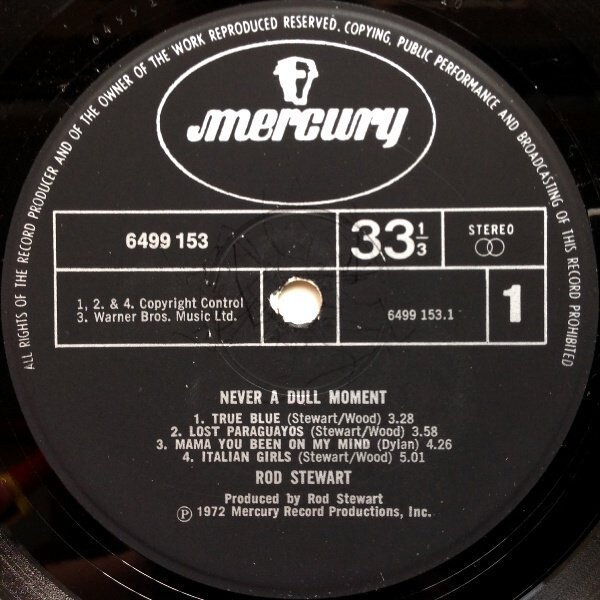 ALL RIGHTS OF THE RECORD PRODUCER AND OF THE OWNER OF THE WORK REPRODUCED RESERVED. COPYING, PUBLIC PERFORMANCE AND BROADCASTING OF THIS RECORD PROHIBITED
mercury
6499 153
33 1/3
STEREO
1, 2. & 4. Copyright Control
3. Warner Bros. Music Ltd.
6499 153.1
1
NEVER A DULL MOMENT
1. TRUE BLUE (Stewart/Wood) 3.28
2. LOST PARAGUAYOS (Stewart/Wood) 3.58
3. MAMA YOU BEEN ON MY MIND (Dylan) 4.26
4. ITALIAN GIRLS (Stewart/Wood) 5.01
ROD STEWART
Produced by Rod Stewart
Ⓟ 1972 Mercury Record Productions, Inc.